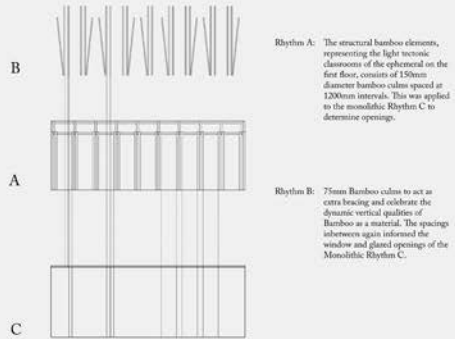 B
Rhythm A: The structural bamboo elements,
representing the light tectonic
classrooms of the ephemeral on the
first floor, consists of 150mm
diameter bamboo culms spaced at
1200mm intervals. This was applied
to the monolithic Rhythm C to
determine openings.
A
Rhythm B: 75mm Bamboo culms to act as
extra bracing and celebrate the
dynamic vertical qualities of
Bamboo as a material. The spacings
inbetween again informed the
window and glazed openings of the
Monolithic Rhythm C.
C